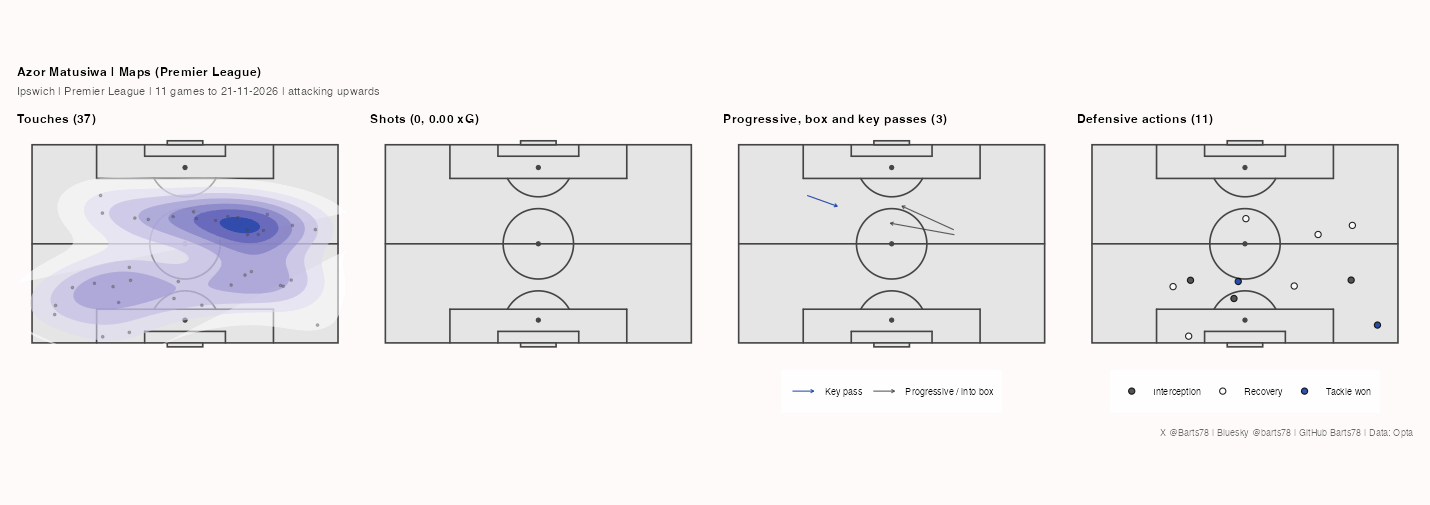 Azor Matusiwa | Maps (Premier League)
Ipswich | Premier League | 11 games to 21-11-2026 | attacking upwards
Touches (37)
Shots (0, 0.00 xG)
Progressive, box and key passes (3)
Defensive actions (11)
Key pass
Progressive / into box
Interception
Recovery
Tackle won
X @Barts78 | Bluesky @barts78 | GitHub Barts78 | Data: Opta